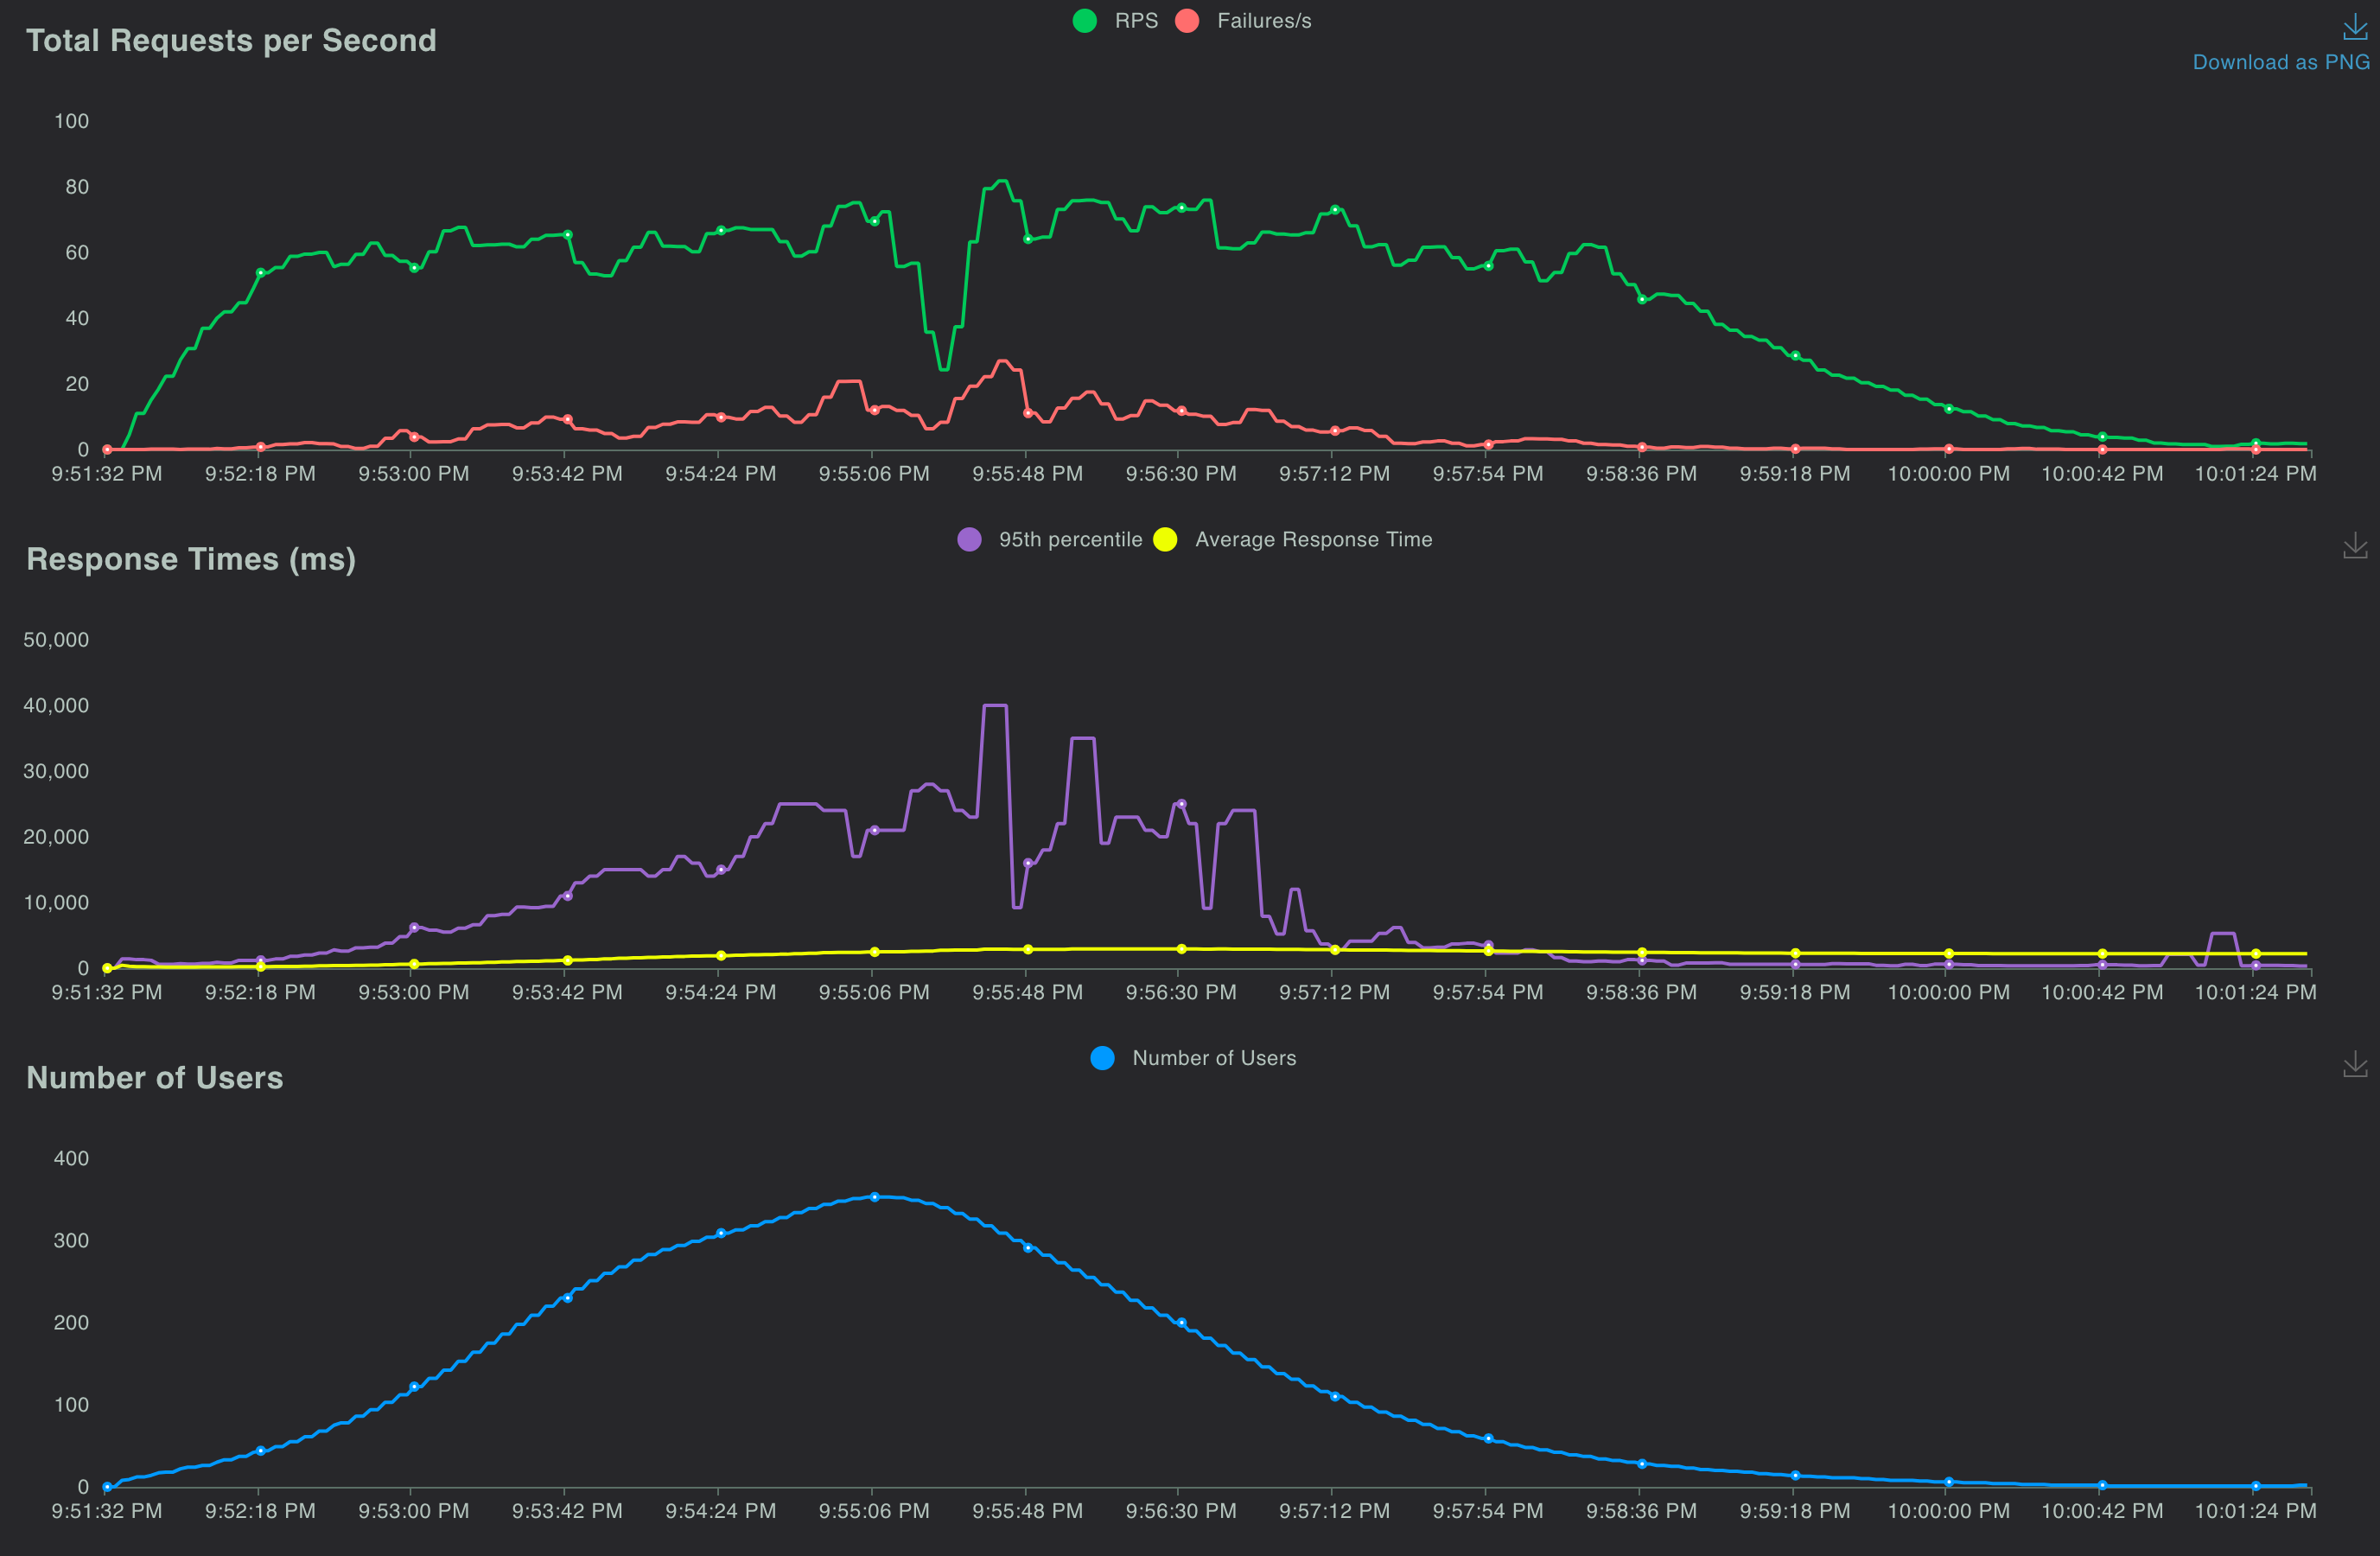 RPS Failures/s
Total Requests per Second
Download as PNG
100
80
60
40
20
0
9:51:32 PM 9:52:18 PM 9:53:00 PM 9:53:42 PM 9:54:24 PM 9:55:06 PM 9:55:48 PM 9:56:30 PM 9:57:12 PM 9:57:54 PM 9:58:36 PM 9:59:18 PM 10:00:00 PM 10:00:42 PM 10:01:24 PM
95th percentile Average Response Time
Response Times (ms)
50,000
40,000
30,000
20,000
10,000
0
9:51:32 PM 9:52:18 PM 9:53:00 PM 9:53:42 PM 9:54:24 PM 9:55:06 PM 9:55:48 PM 9:56:30 PM 9:57:12 PM 9:57:54 PM 9:58:36 PM 9:59:18 PM 10:00:00 PM 10:00:42 PM 10:01:24 PM
Number of Users
Number of Users
400
300
200
100
0
9:51:32 PM 9:52:18 PM 9:53:00 PM 9:53:42 PM 9:54:24 PM 9:55:06 PM 9:55:48 PM 9:56:30 PM 9:57:12 PM 9:57:54 PM 9:58:36 PM 9:59:18 PM 10:00:00 PM 10:00:42 PM 10:01:24 PM